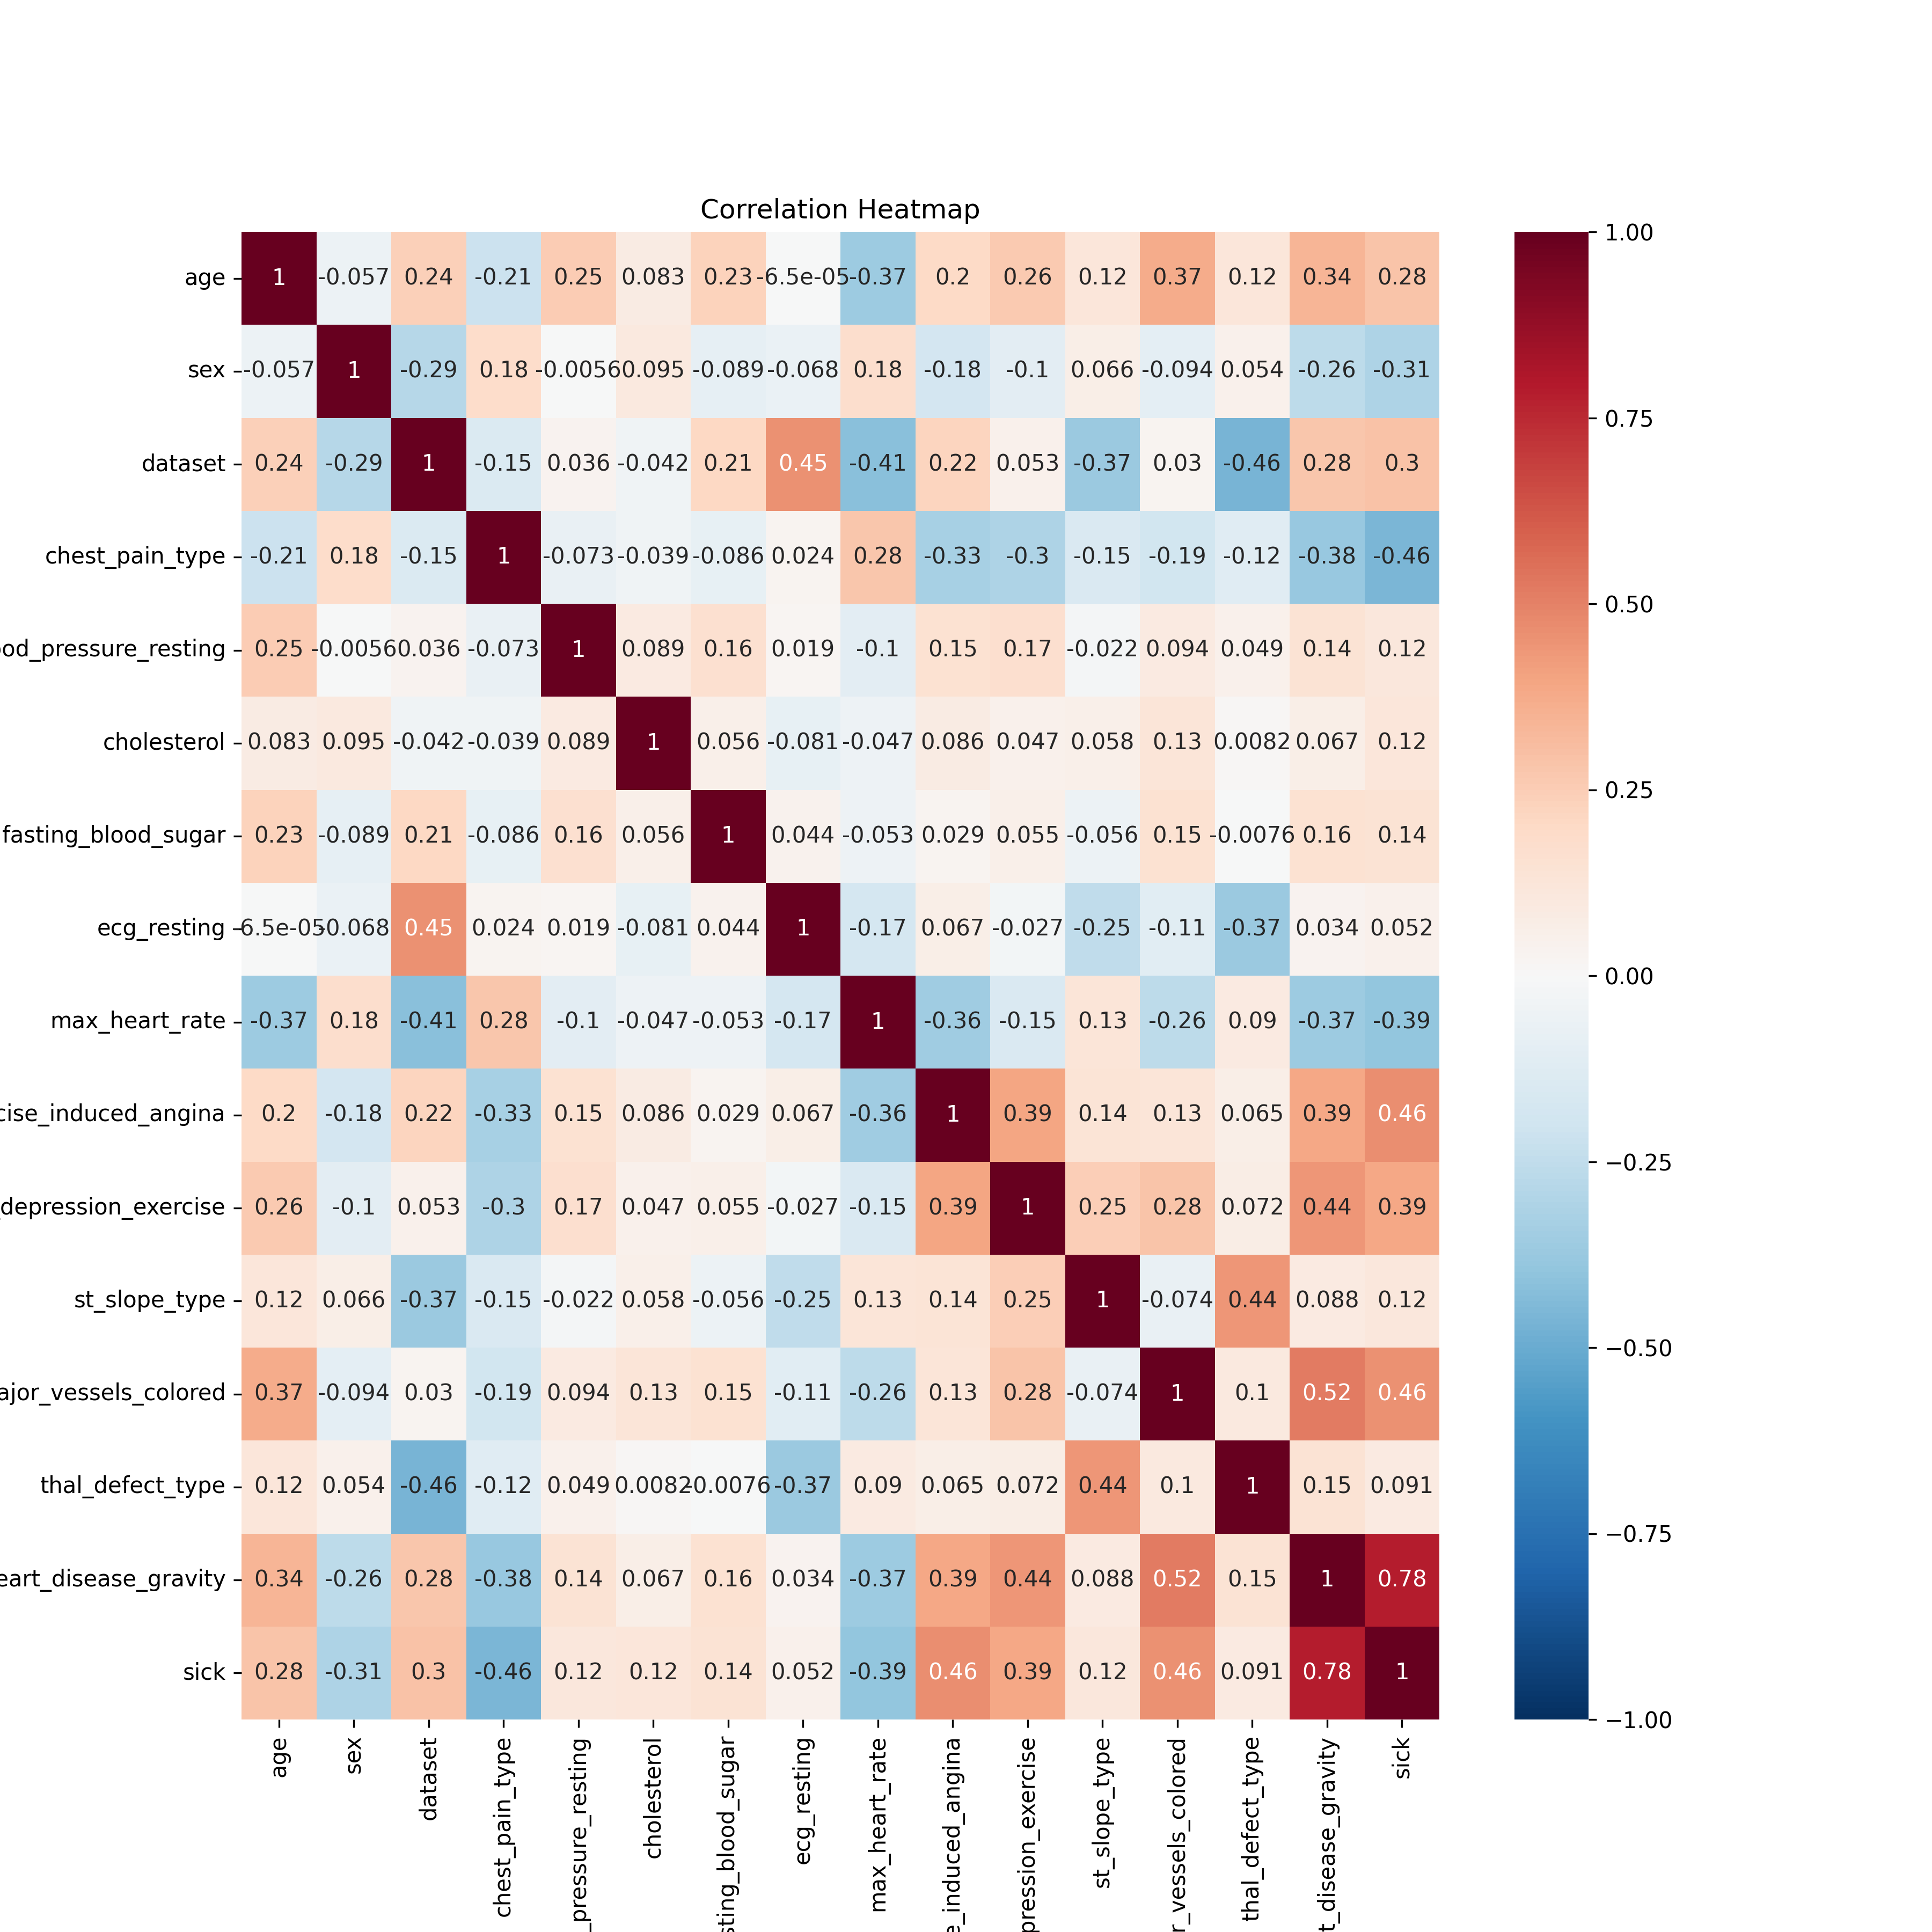 Correlation Heatmap
age 1 -0.057 0.24 -0.21 0.25 0.083 0.23 -6.5e-05 -0.37 0.2 0.26 0.12 0.37 0.12 0.34 0.28
sex -0.057 1 -0.29 0.18 -0.0056 0.095 -0.089 -0.068 0.18 -0.18 -0.1 0.066 -0.094 0.054 -0.26 -0.31
dataset 0.24 -0.29 1 -0.15 0.036 -0.042 0.21 0.45 -0.41 0.22 0.053 -0.37 0.03 -0.46 0.28 0.3
chest_pain_type -0.21 0.18 -0.15 1 -0.073 -0.039 -0.086 0.024 0.28 -0.33 -0.3 -0.15 -0.19 -0.12 -0.38 -0.46
od_pressure_resting 0.25 -0.0056 0.036 -0.073 1 0.089 0.16 0.019 -0.1 0.15 0.17 -0.022 0.094 0.049 0.14 0.12
cholesterol 0.083 0.095 -0.042 -0.039 0.089 1 0.056 -0.081 -0.047 0.086 0.047 0.058 0.13 0.0082 0.067 0.12
fasting_blood_sugar 0.23 -0.089 0.21 -0.086 0.16 0.056 1 0.044 -0.053 0.029 0.055 -0.056 0.15 -0.0076 0.16 0.14
ecg_resting -6.5e-05 -0.068 0.45 0.024 0.019 -0.081 0.044 1 -0.17 0.067 -0.027 -0.25 -0.11 -0.37 0.034 0.052
max_heart_rate -0.37 0.18 -0.41 0.28 -0.1 -0.047 -0.053 -0.17 1 -0.36 -0.15 0.13 -0.26 0.09 -0.37 -0.39
cise_induced_angina 0.2 -0.18 0.22 -0.33 0.15 0.086 0.029 0.067 -0.36 1 0.39 0.14 0.13 0.065 0.39 0.46
_depression_exercise 0.26 -0.1 0.053 -0.3 0.17 0.047 0.055 -0.027 -0.15 0.39 1 0.25 0.28 0.072 0.44 0.39
st_slope_type 0.12 0.066 -0.37 -0.15 -0.022 0.058 -0.056 -0.25 0.13 0.14 0.25 1 -0.074 0.44 0.088 0.12
ajor_vessels_colored 0.37 -0.094 0.03 -0.19 0.094 0.13 0.15 -0.11 -0.26 0.13 0.28 -0.074 1 0.1 0.52 0.46
thal_defect_type 0.12 0.054 -0.46 -0.12 0.049 0.0082 -0.0076 -0.37 0.09 0.065 0.072 0.44 0.1 1 0.15 0.091
eart_disease_gravity 0.34 -0.26 0.28 -0.38 0.14 0.067 0.16 0.034 -0.37 0.39 0.44 0.088 0.52 0.15 1 0.78
sick 0.28 -0.31 0.3 -0.46 0.12 0.12 0.14 0.052 -0.39 0.46 0.39 0.12 0.46 0.091 0.78 1
age
sex
dataset
chest_pain_type
_pressure_resting
cholesterol
sting_blood_sugar
ecg_resting
max_heart_rate
e_induced_angina
pression_exercise
st_slope_type
r_vessels_colored
thal_defect_type
t_disease_gravity
sick
1.00
0.75
0.50
0.25
0.00
−0.25
−0.50
−0.75
−1.00